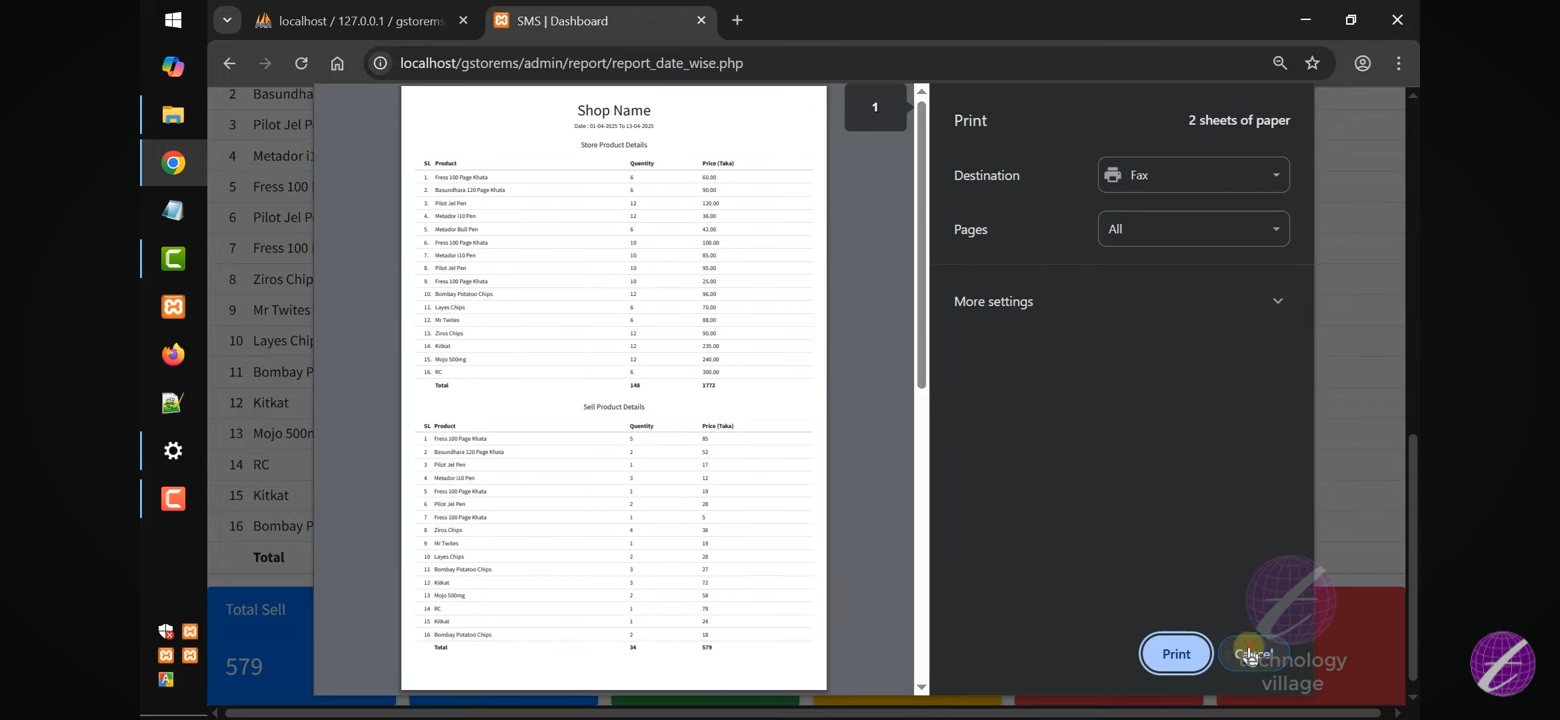 localhost / 127.0.0.1 / gstorems
SMS | Dashboard
localhost/gstorems/admin/report/report_date_wise.php
2 Basundha
3 Pilot Jel P
4 Metador i1
5 Fress 100
6 Pilot Jel P
7 Fress 100
8 Ziros Chip
9 Mr Twites
10 Layes Chip
11 Bombay P
12 Kitkat
13 Mojo 500m
14 RC
15 Kitkat
16 Bombay P
Total
Total Sell
579
Shop Name
Date : 01-04-2025 To 13-04-2025
Store Product Details
SL Product Quantity Price (Taka)
1. Fress 100 Page Khata 6 60.00
2. Basundhara 120 Page Khata 6 90.00
3. Pilot Jel Pen 12 120.00
4. Metador i10 Pen 12 36.00
5. Metador Boll Pen 6 42.00
6. Fress 100 Page Khata 10 100.00
7. Metador i10 Pen 10 85.00
8. Pilot Jel Pen 10 95.00
9. Fress 100 Page Khata 10 25.00
10. Bombay Potatoo Chips 12 96.00
11. Layes Chips 6 70.00
12. Mr Twites 6 88.00
13. Ziros Chips 12 90.00
14. Kitkat 12 235.00
15. Mojo 500mg 12 240.00
16. RC 6 300.00
Total 148 1772
Sell Product Details
SL Product Quantity Price (Taka)
1 Fress 100 Page Khata 5 85
2 Basundhara 120 Page Khata 2 52
3 Pilot Jel Pen 1 17
4 Metador i10 Pen 3 12
5 Fress 100 Page Khata 1 19
6 Pilot Jel Pen 2 28
7 Fress 100 Page Khata 1 5
8 Ziros Chips 4 36
9 Mr Twites 1 19
10 Layes Chips 2 28
11 Bombay Potatoo Chips 3 27
12 Kitkat 3 72
13 Mojo 500mg 2 58
14 RC 1 79
15 Kitkat 1 24
16 Bombay Potatoo Chips 2 18
Total 34 579
1
Print 2 sheets of paper
Destination Fax
Pages All
More settings
Print Cancel
technology
village